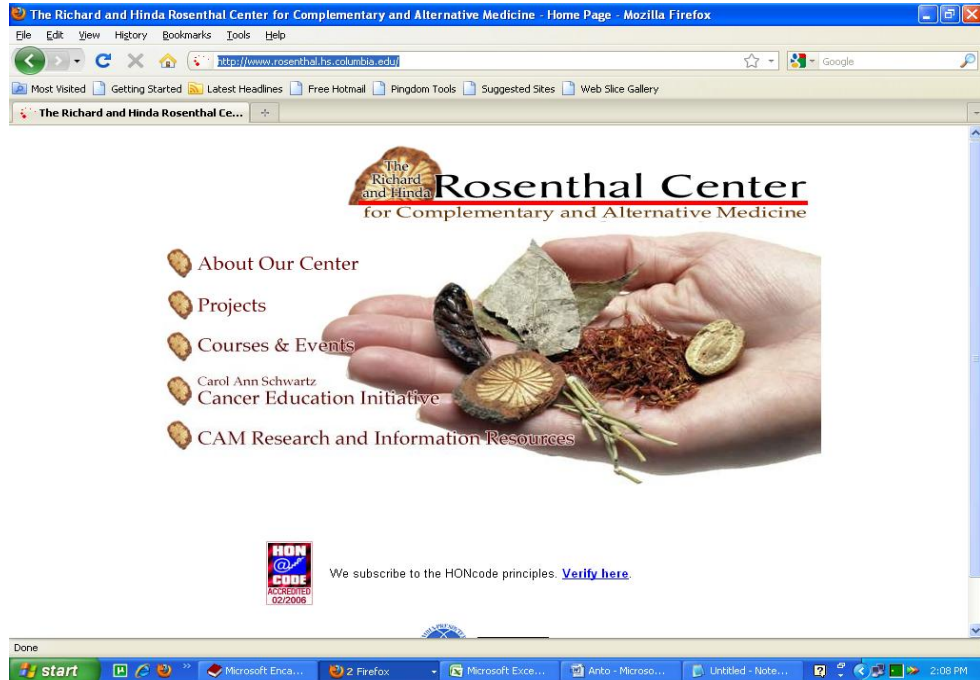 The Richard and Hinda Rosenthal Center for Complementary and Alternative Medicine - Home Page - Mozilla Firefox
File Edit View History Bookmarks Tools Help
http://www.rosenthal.hs.columbia.edu/
Google
Most Visited Getting Started Latest Headlines Free Hotmail Pingdom Tools Suggested Sites Web Slice Gallery
The Richard and Hinda Rosenthal Ce...
The
Richard
and Hinda
Rosenthal Center
for Complementary and Alternative Medicine
About Our Center
Projects
Courses & Events
Carol Ann Schwartz
Cancer Education Initiative
CAM Research and Information Resources
HON
@
CODE
ACCREDITED
02/2006
We subscribe to the HONcode principles. Verify here.
Done
start Microsoft Enca... 2 Firefox Microsoft Exce... Anto - Microso... Untitled - Note... 2:08 PM